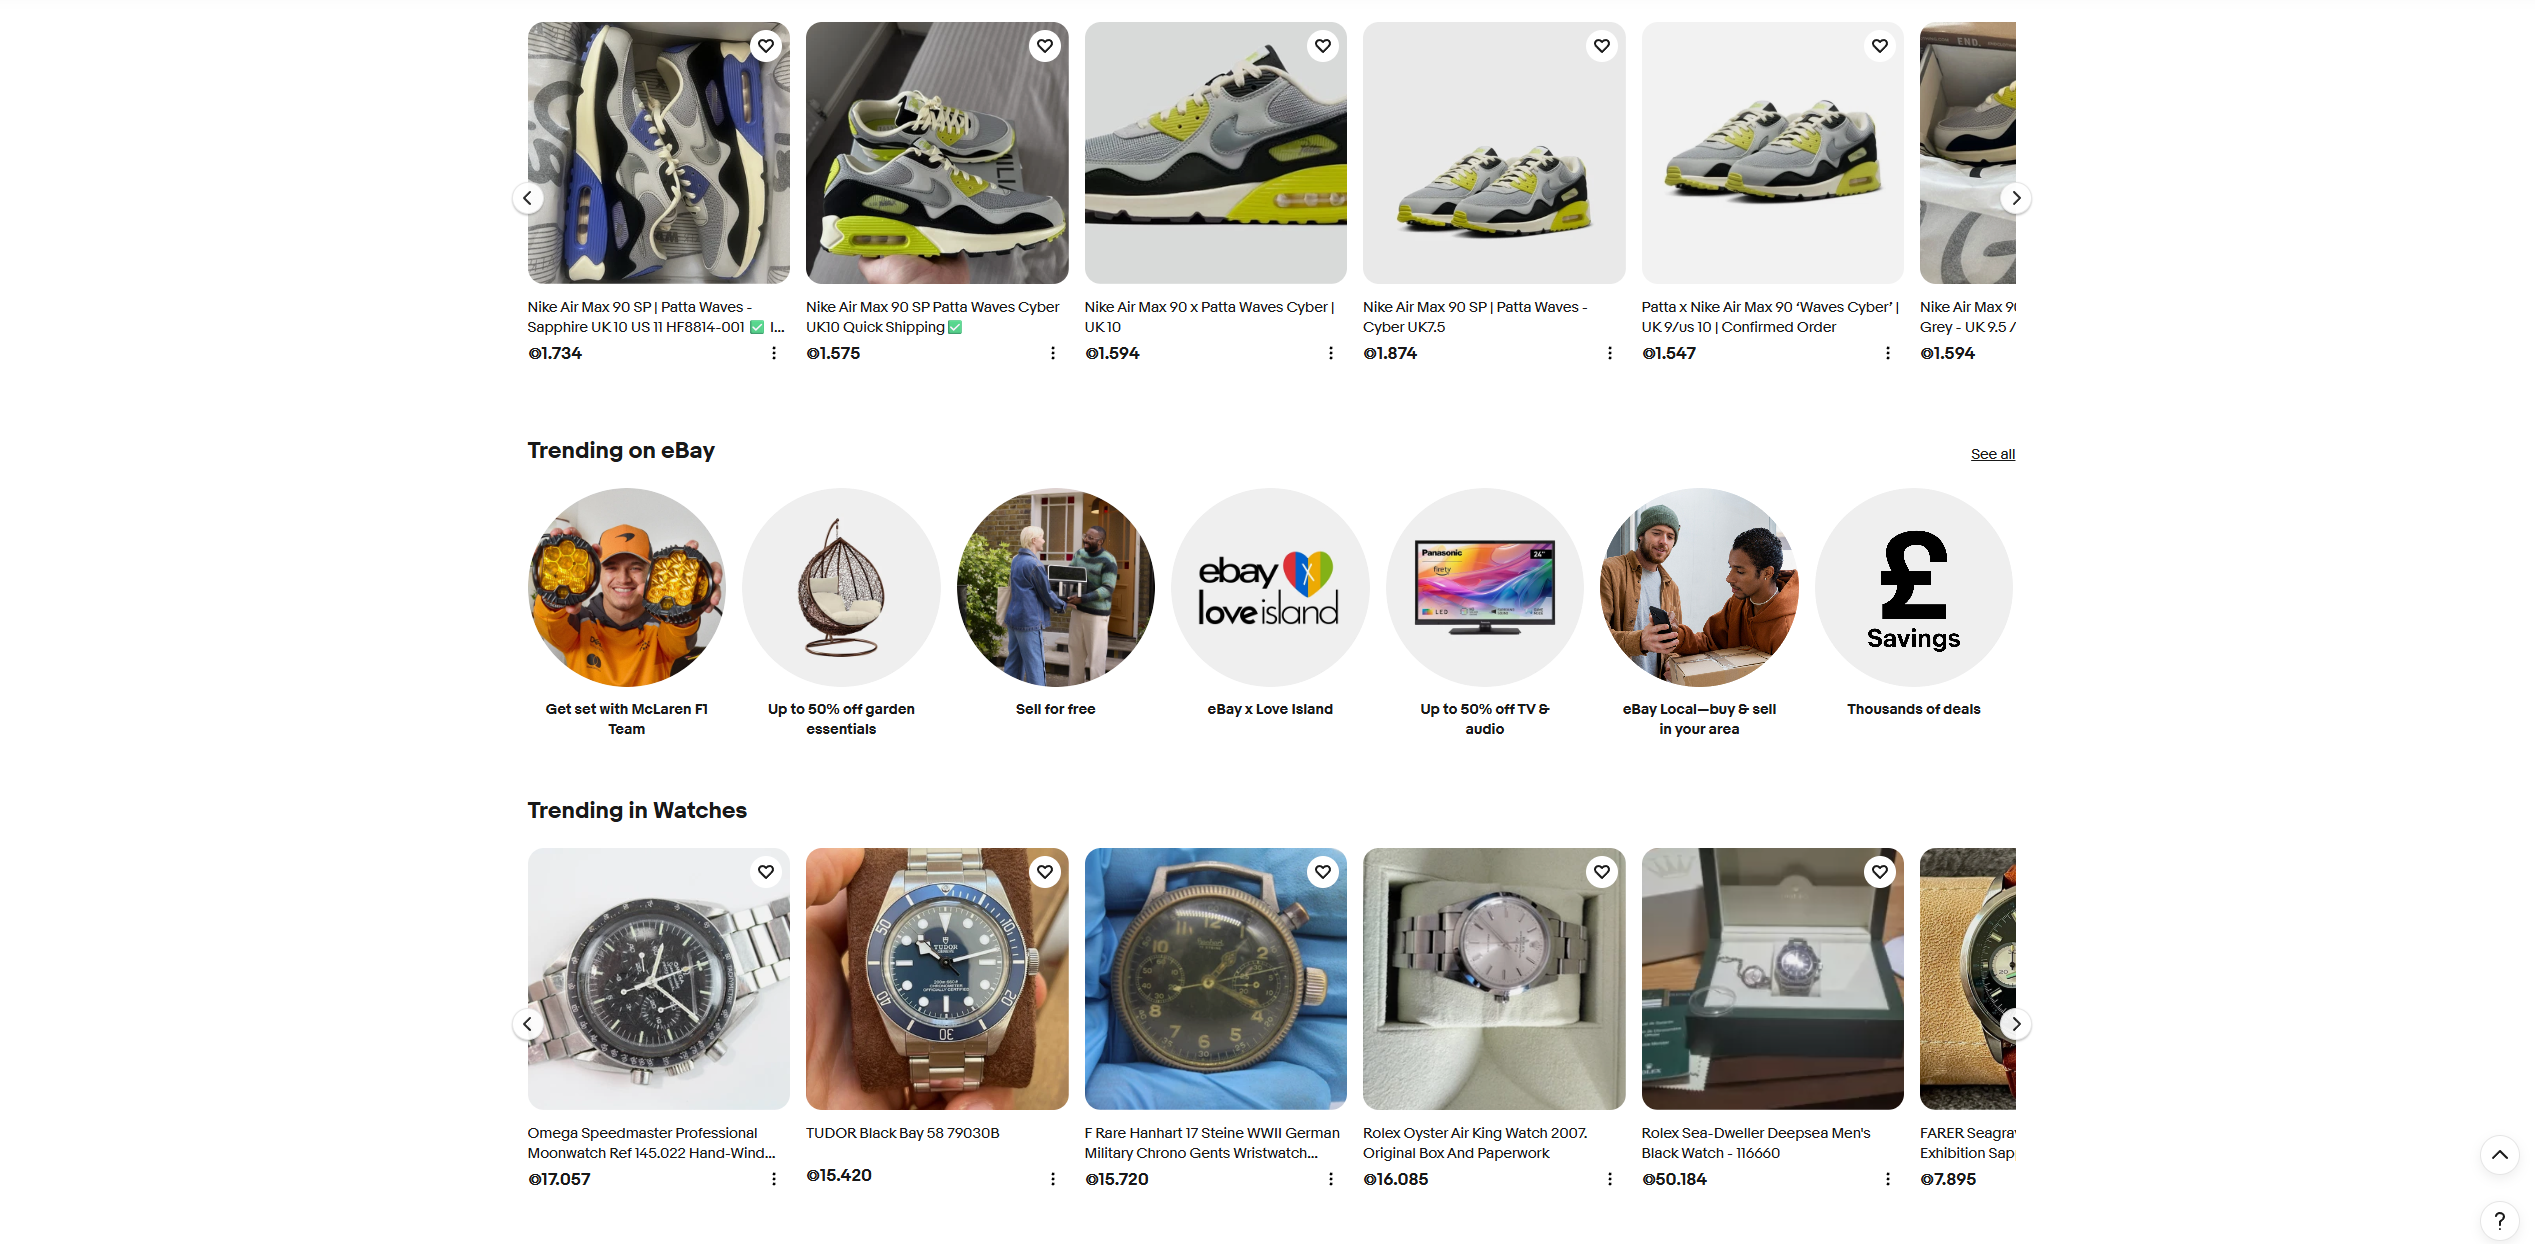 Nike Air Max 90 SP | Patta Waves -
Sapphire UK 10 US 11 HF8814-001 ✅ I...
1.734
Nike Air Max 90 SP Patta Waves Cyber
UK10 Quick Shipping✅
1.575
Nike Air Max 90 x Patta Waves Cyber |
UK 10
1.594
Nike Air Max 90 SP | Patta Waves -
Cyber UK7.5
1.874
Patta x Nike Air Max 90 ‘Waves Cyber’ |
UK 9/us 10 | Confirmed Order
1.547
END.
Nike Air Max 9
Grey - UK 9.5 /
1.594
Trending on eBay
See all
ebay
love island
Panasonic
24"
firetv
LED
£
Savings
Get set with McLaren F1
Team
Up to 50% off garden
essentials
Sell for free
eBay x Love Island
Up to 50% off TV &
audio
eBay Local—buy & sell
in your area
Thousands of deals
Trending in Watches
TUDOR
Omega Speedmaster Professional
Moonwatch Ref 145.022 Hand-Wind...
17.057
TUDOR Black Bay 58 79030B
15.420
F Rare Hanhart 17 Steine WWII German
Military Chrono Gents Wristwatch...
15.720
Rolex Oyster Air King Watch 2007.
Original Box And Paperwork
16.085
Rolex Sea-Dweller Deepsea Men's
Black Watch - 116660
50.184
FARER Seagra
Exhibition Sap
7.895
?